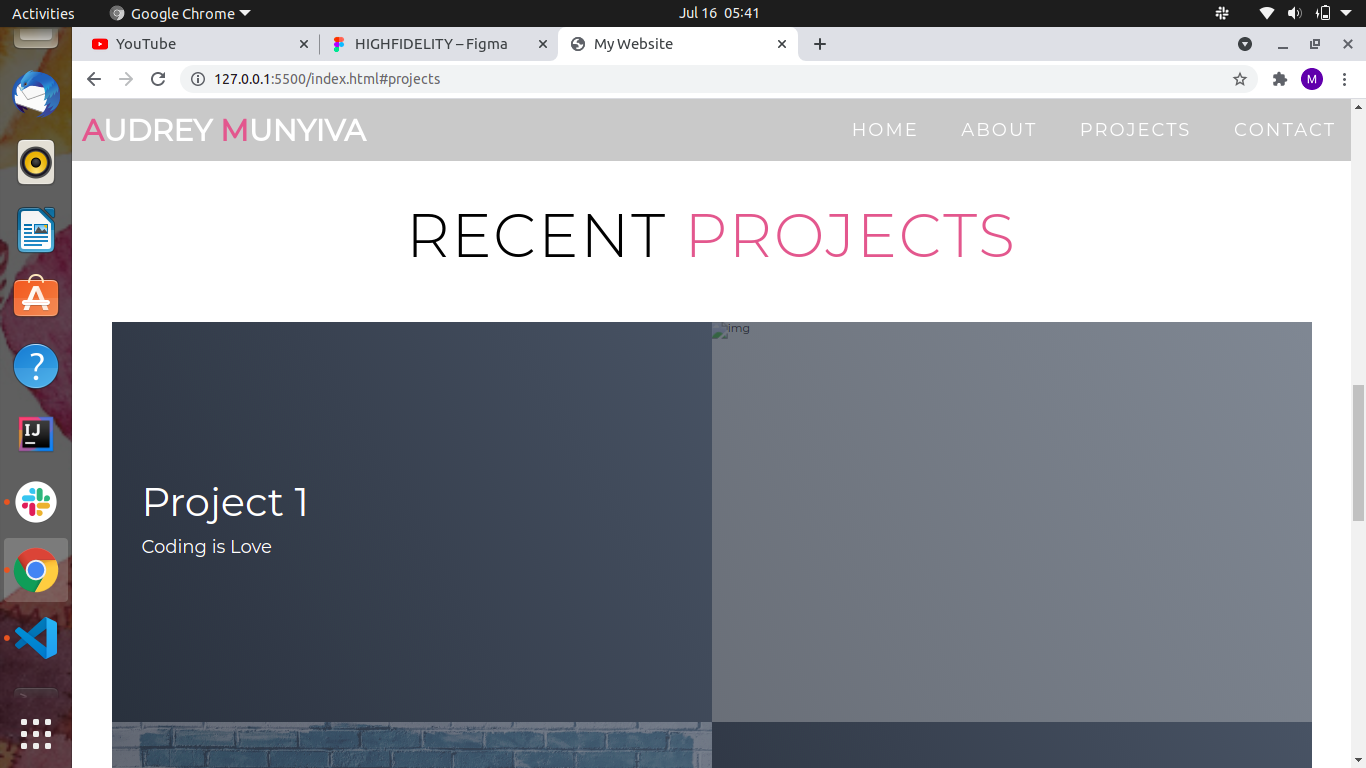 Activities Google Chrome Jul 16 05:41
YouTube HIGHFIDELITY – Figma My Website
127.0.0.1:5500/index.html#projects M
AUDREY MUNYIVA HOME ABOUT PROJECTS CONTACT
RECENT PROJECTS
img
IJ
Project 1
Coding is Love